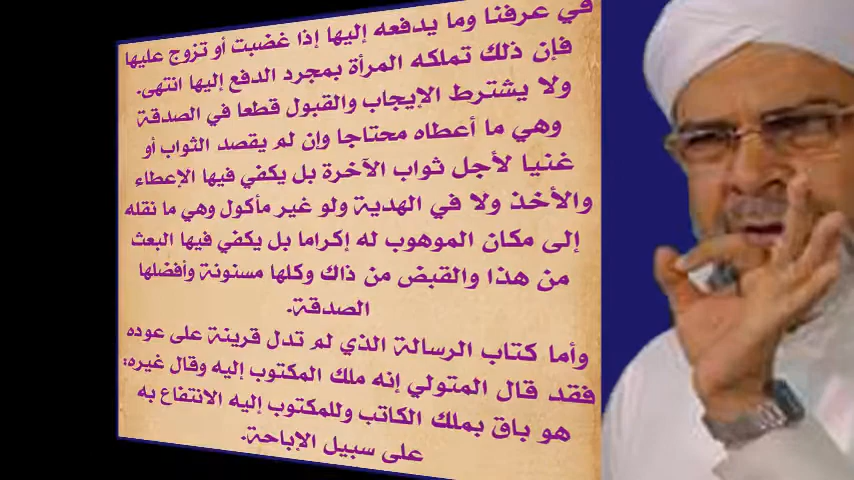 في عرفنا وما يدفعه إليها إذا غضبت أو تزوج عليها
فإن ذلك تملكه المرأة بمجرد الدفع إليها انتهى.
ولا يشترط الإيجاب والقبول قطعا في الصدقة
وهي ما أعطاه محتاجا وإن لم يقصد الثواب أو
غنيا لأجل ثواب الآخرة بل يكفي فيها الإعطاء
والأخذ ولا في الهدية ولو غير مأكول وهي ما نقله
إلى مكان الموهوب له إكراما بل يكفي فيها البعث
من هذا والقبض من ذاك وكلها مسنونة وأفضلها
الصدقة.
وأما كتاب الرسالة الذي لم تدل قرينة على عوده
فقد قال المتولي إنه ملك المكتوب إليه وقال غيره:
هو باق بملك الكاتب وللمكتوب إليه الانتفاع به
على سبيل الإباحة.